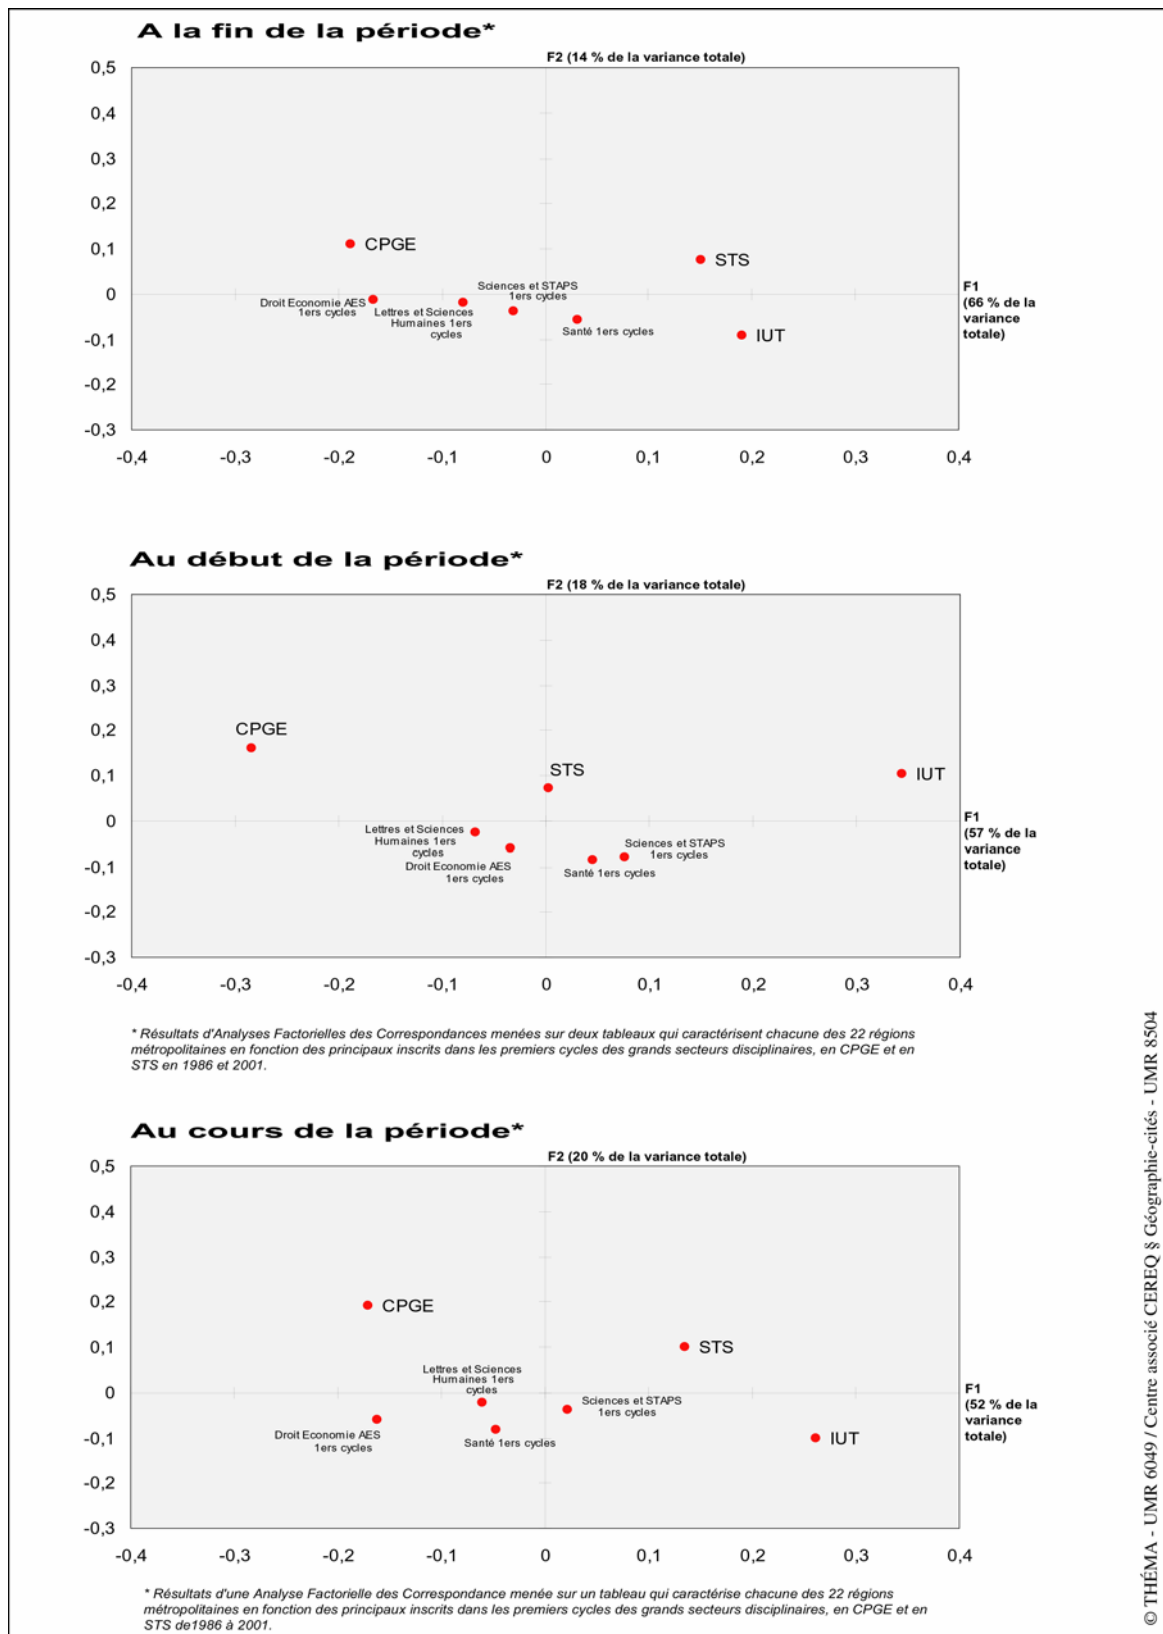 A la fin de la période*
F2 (14 % de la variance totale)
0,5
0,4
0,3
0,2
0,1
0
-0,1
-0,2
-0,3
CPGE
STS
Sciences et STAPS
1ers cycles
Droit Economie AES
1ers cycles
Lettres et Sciences
Humaines 1ers
cycles
Santé 1ers cycles
IUT
F1
(66 % de la
variance
totale)
-0,4
-0,3
-0,2
-0,1
0
0,1
0,2
0,3
0,4
Au début de la période*
F2 (18 % de la variance totale)
0,5
0,4
0,3
0,2
0,1
0
-0,1
-0,2
-0,3
CPGE
STS
IUT
Lettres et Sciences
Humaines 1ers
cycles
Droit Economie AES
1ers cycles
Sciences et STAPS
1ers cycles
Santé 1ers cycles
F1
(57 % de la
variance
totale)
-0,4
-0,3
-0,2
-0,1
0
0,1
0,2
0,3
0,4
* Résultats d'Analyses Factorielles des Correspondances menées sur deux tableaux qui caractérisent chacune des 22 régions
métropolitaines en fonction des principaux inscrits dans les premiers cycles des grands secteurs disciplinaires, en CPGE et en
STS en 1986 et 2001.
Au cours de la période*
F2 (20 % de la variance totale)
0,5
0,4
0,3
0,2
0,1
0
-0,1
-0,2
-0,3
CPGE
STS
Lettres et Sciences
Humaines 1ers
cycles
Sciences et STAPS
1ers cycles
Droit Economie AES
1ers cycles
Santé 1ers cycles
IUT
F1
(52 % de la
variance
totale)
-0,4
-0,3
-0,2
-0,1
0
0,1
0,2
0,3
0,4
* Résultats d'une Analyse Factorielle des Correspondance menée sur un tableau qui caractérise chacune des 22 régions
métropolitaines en fonction des principaux inscrits dans les premiers cycles des grands secteurs disciplinaires, en CPGE et en
STS de1986 à 2001.
© THÉMA - UMR 6049 / Centre associé CEREQ § Géographie-cités - UMR 8504